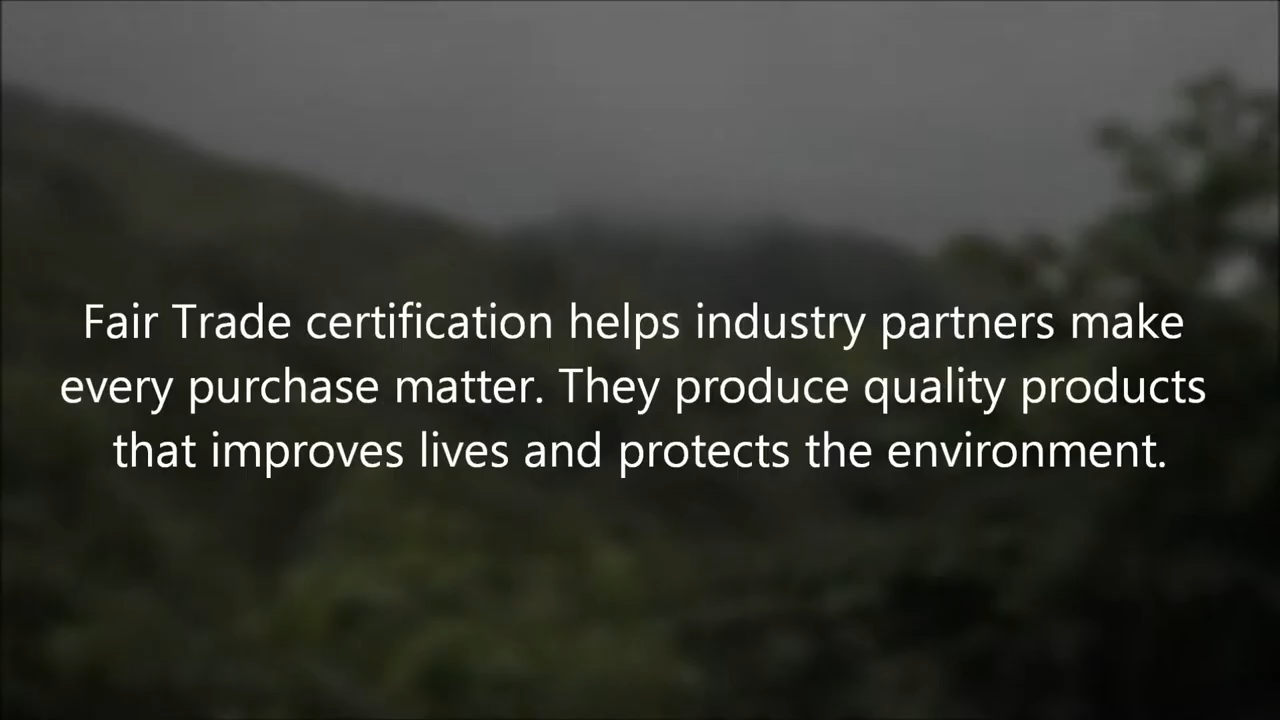 Fair Trade certification helps industry partners make
every purchase matter. They produce quality products
that improves lives and protects the environment.